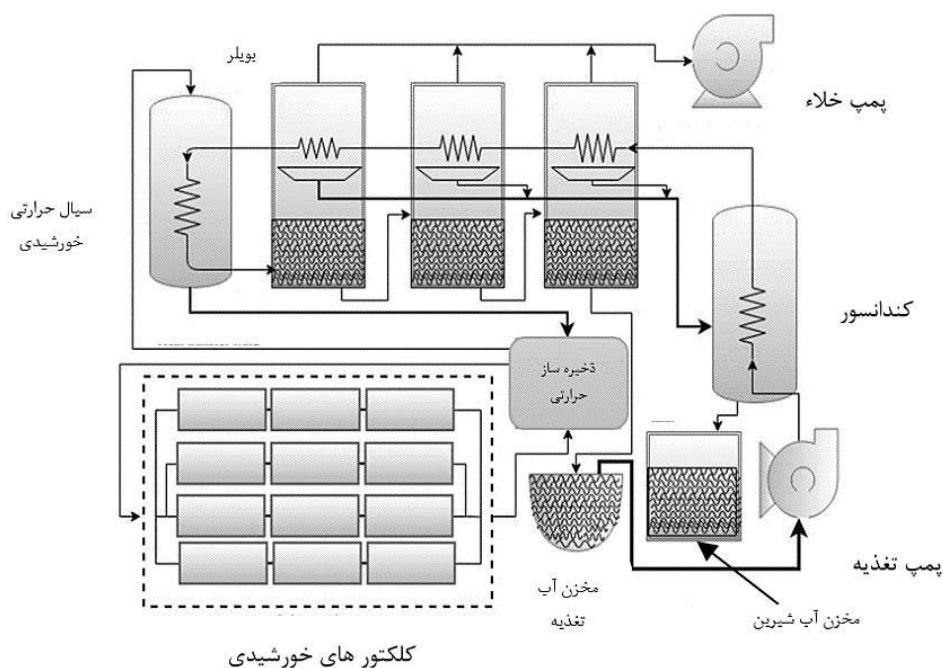 بویلر
پمپ خلاء
سیال حرارتی
خورشیدی
کندانسور
ذخیره ساز
حرارتی
پمپ تغذیه
مخزن آب
تغذیه
مخزن آب شیرین
کلکتور های خورشیدی